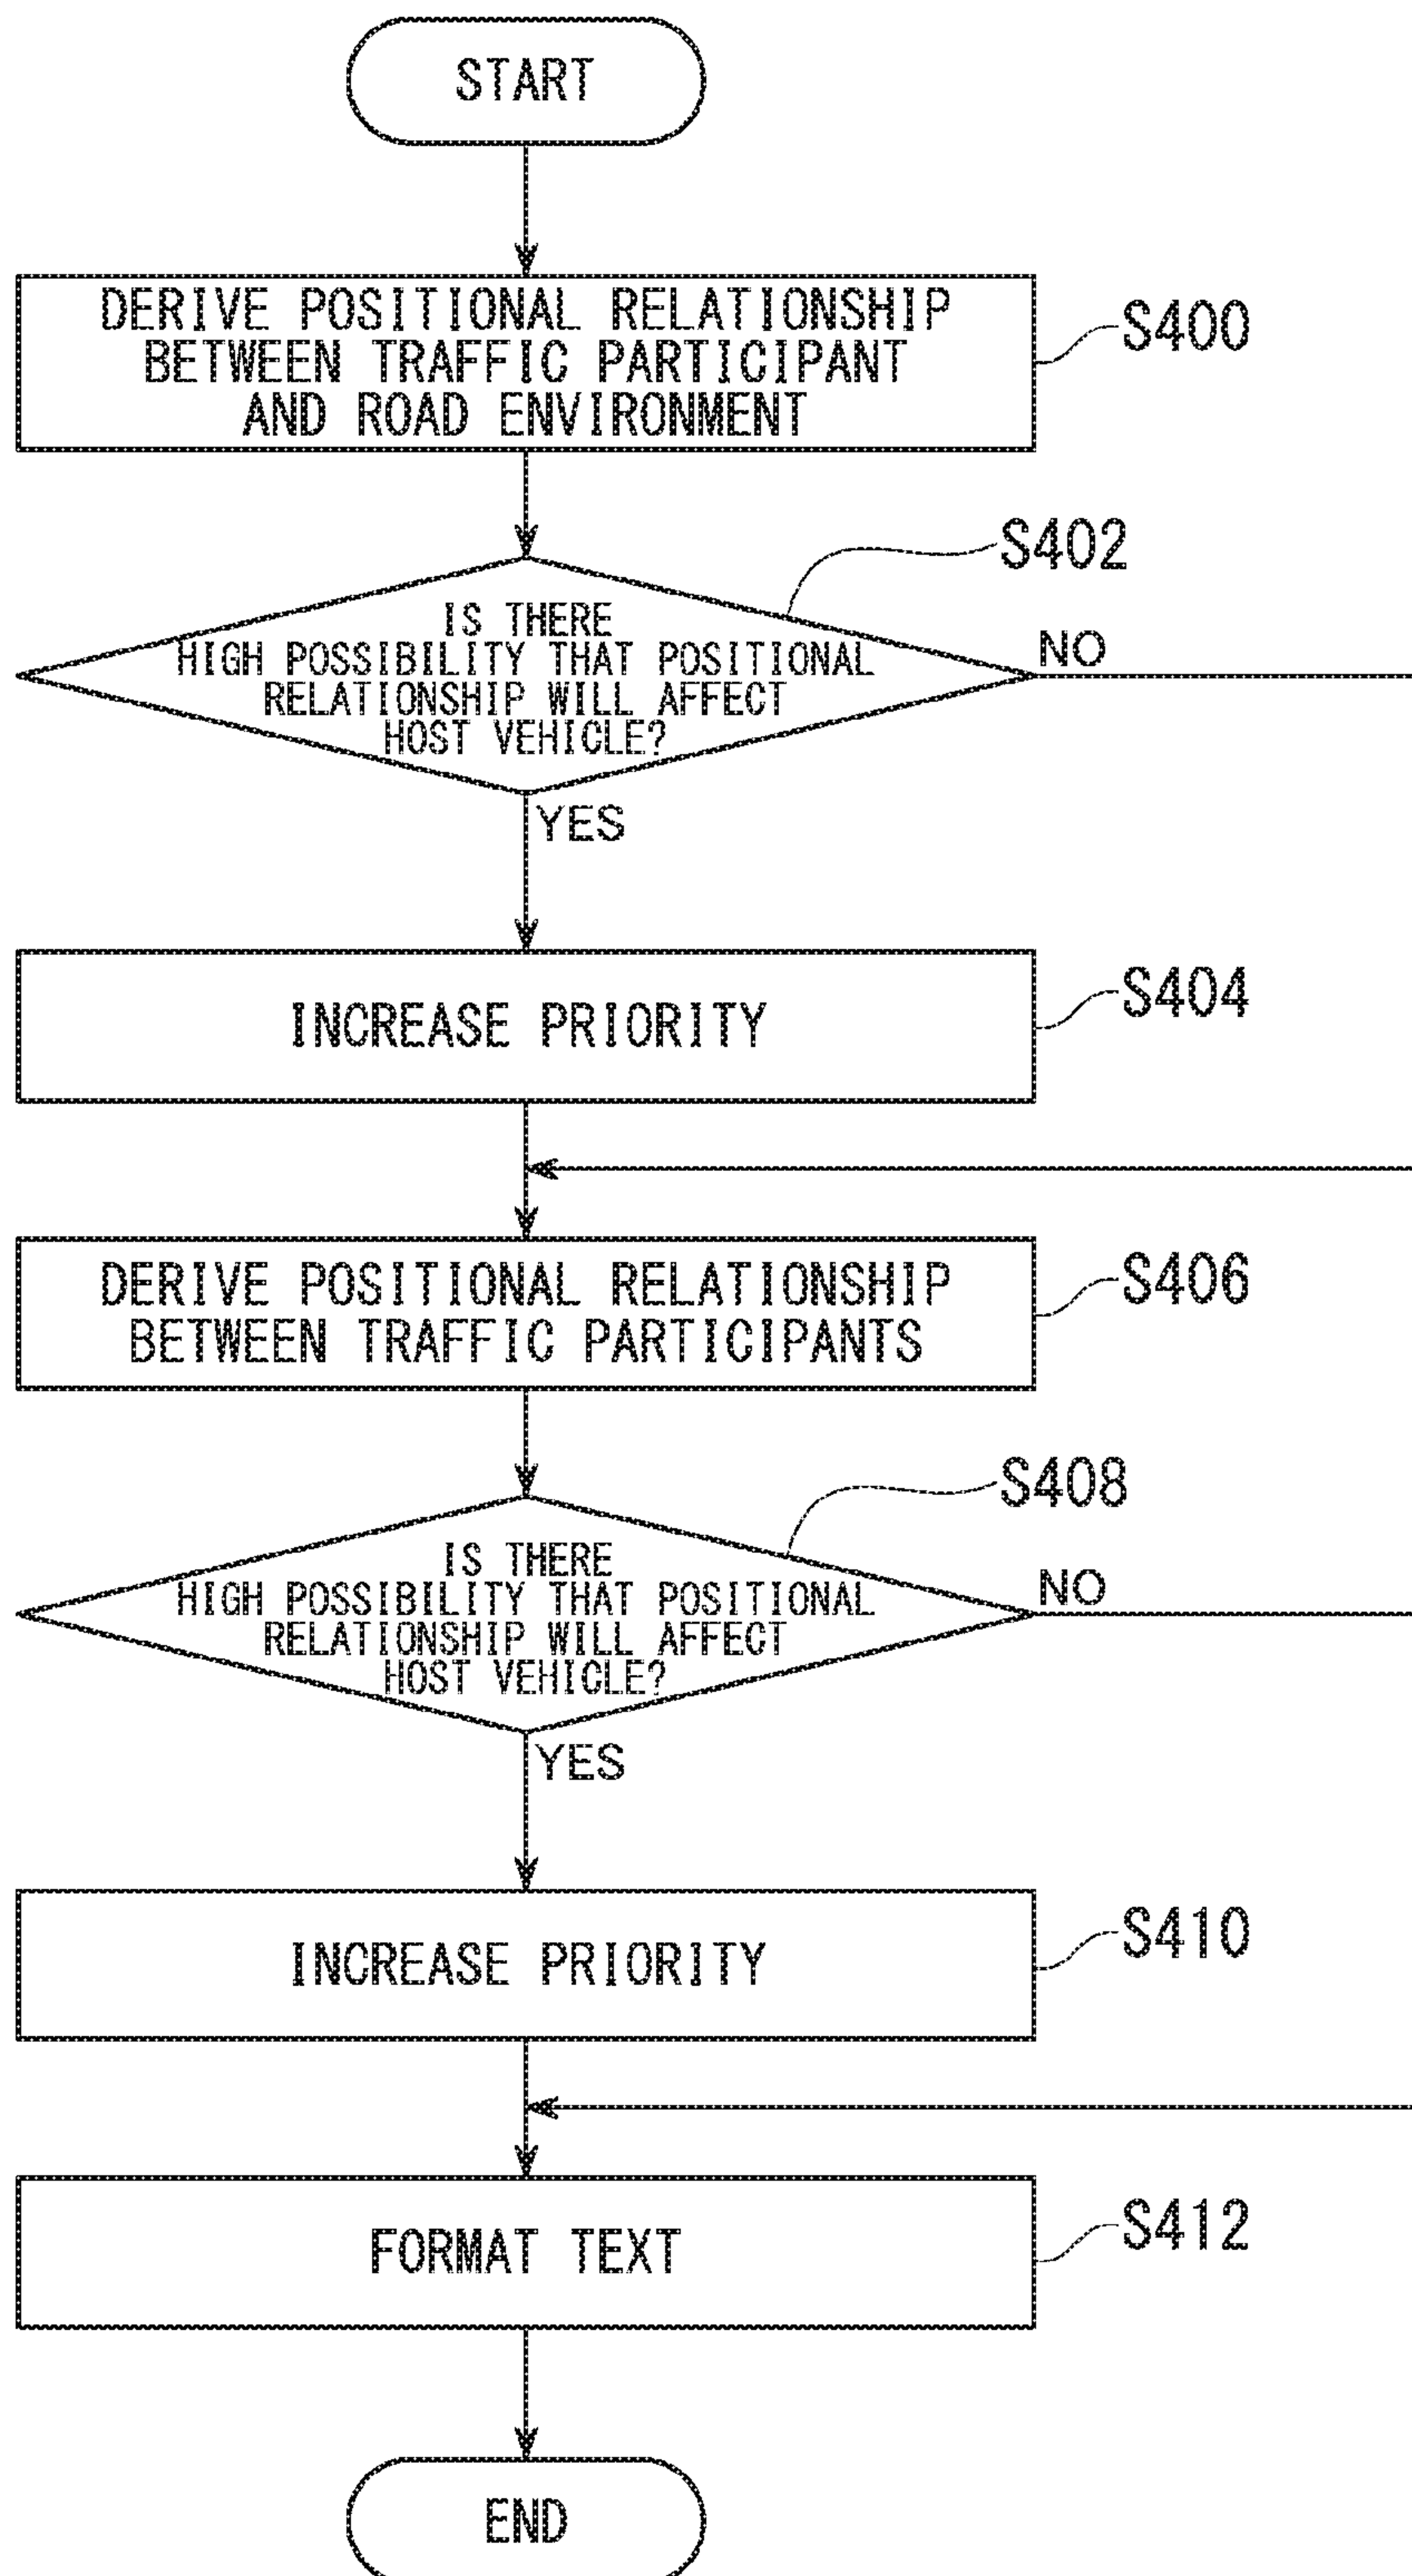 START
DERIVE POSITIONAL RELATIONSHIP
BETWEEN TRAFFIC PARTICIPANT
AND ROAD ENVIRONMENT
S400
S402
IS THERE
HIGH POSSIBILITY THAT POSITIONAL
RELATIONSHIP WILL AFFECT
HOST VEHICLE?
NO
YES
INCREASE PRIORITY
S404
DERIVE POSITIONAL RELATIONSHIP
BETWEEN TRAFFIC PARTICIPANTS
S406
S408
IS THERE
HIGH POSSIBILITY THAT POSITIONAL
RELATIONSHIP WILL AFFECT
HOST VEHICLE?
NO
YES
INCREASE PRIORITY
S410
FORMAT TEXT
S412
END